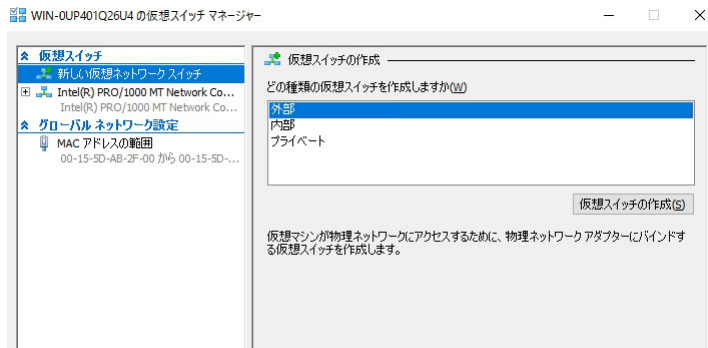 WIN-0UP401Q26U4 の仮想スイッチ マネージャー
仮想スイッチ
新しい仮想ネットワーク スイッチ
Intel(R) PRO/1000 MT Network Co...
Intel(R) PRO/1000 MT Network Co...
グローバル ネットワーク設定
MAC アドレスの範囲
00-15-5D-AB-2F-00 から 00-15-5D-...
仮想スイッチの作成
どの種類の仮想スイッチを作成しますか(W)
外部
内部
プライベート
仮想スイッチの作成(S)
仮想マシンが物理ネットワークにアクセスするために、物理ネットワーク アダプターにバインドす
る仮想スイッチを作成します。